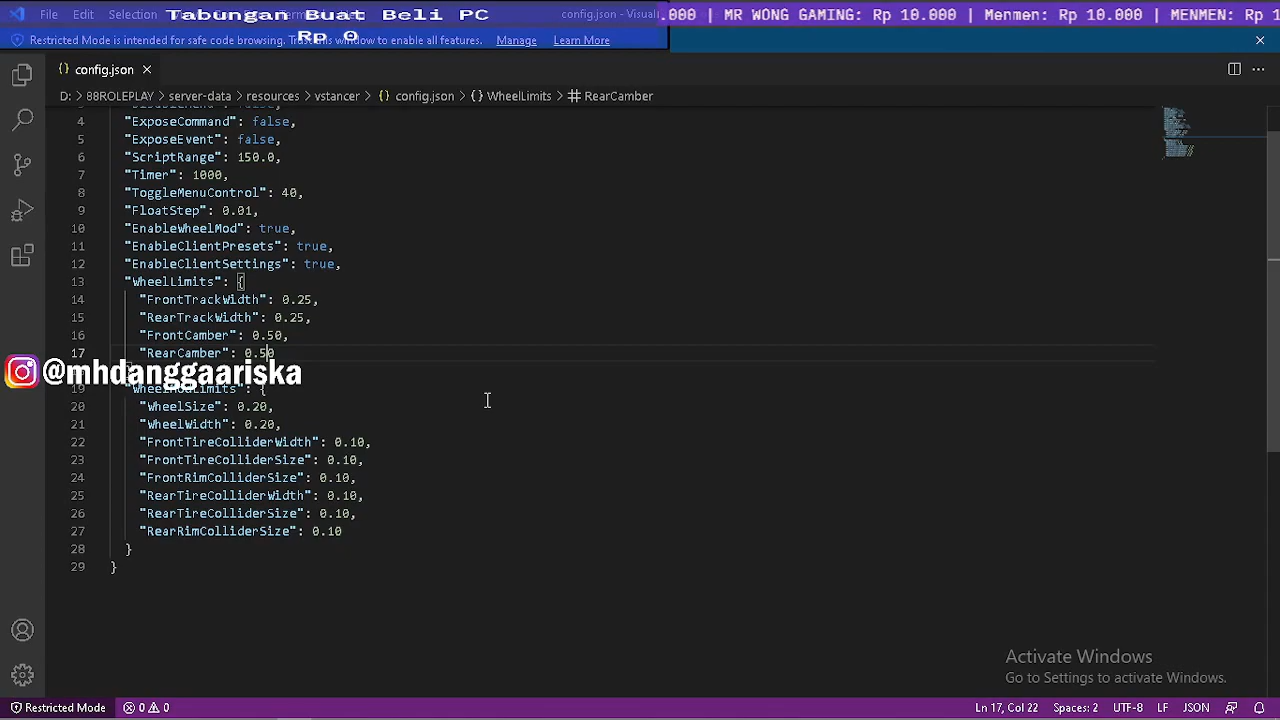 File Edit Selection
Tabungan Buat Beli PC
Rp 0
config.json - Visual
.000 | MR WONG GAMING: Rp 10.000 | Menmen: Rp 10.000 | MENMEN: Rp 1
Restricted Mode is intended for safe code browsing. Trust this window to enable all features. Manage Learn More
config.json
D: > 88ROLEPLAY > server-data > resources > vstancer > {} config.json > {} WheelLimits > # RearCamber
4 "ExposeCommand": false,
5 "ExposeEvent": false,
6 "ScriptRange": 150.0,
7 "Timer": 1000,
8 "ToggleMenuControl": 40,
9 "FloatStep": 0.01,
10 "EnableWheelMod": true,
11 "EnableClientPresets": true,
12 "EnableClientSettings": true,
13 "WheelLimits": {
14 "FrontTrackWidth": 0.25,
15 "RearTrackWidth": 0.25,
16 "FrontCamber": 0.50,
17 "RearCamber": 0.50
@mhdanggaariska
19 "WheelModLimits": {
20 "WheelSize": 0.20,
21 "WheelWidth": 0.20,
22 "FrontTireColliderWidth": 0.10,
23 "FrontTireColliderSize": 0.10,
24 "FrontRimColliderSize": 0.10,
25 "RearTireColliderWidth": 0.10,
26 "RearTireColliderSize": 0.10,
27 "RearRimColliderSize": 0.10
28 }
29 }
Activate Windows
Go to Settings to activate Windows.
Restricted Mode 0 0 Ln 17, Col 22 Spaces: 2 UTF-8 LF JSON